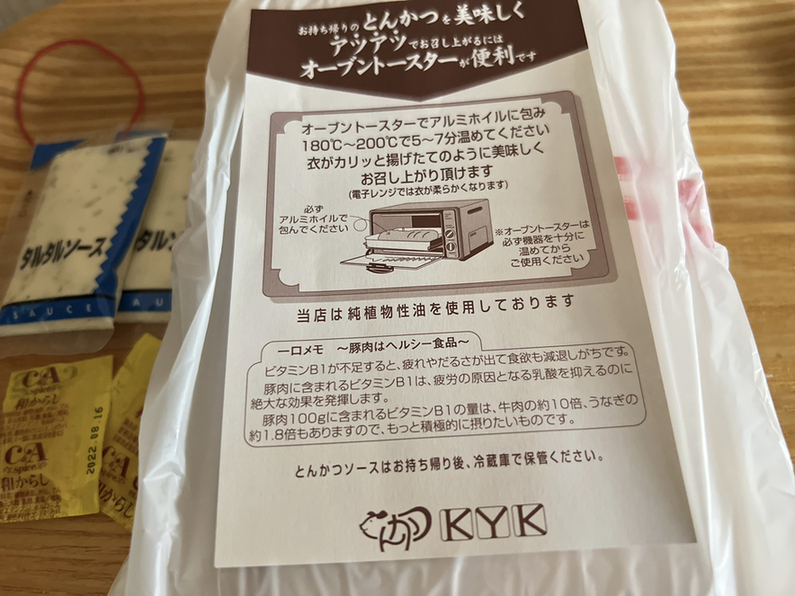 お持ち帰りのとんかつを美味しく
アツアツでお召し上がるには
オーブントースターが便利です
オーブントースターでアルミホイルに包み
180℃～200℃で5～7分温めてください
衣がカリッと揚げたてのように美味しく
お召し上がり頂けます
(電子レンジでは衣が柔らかくなります)
必ず
アルミホイルで
包んでください
※オーブントースターは
必ず機器を十分に
温めてから
ご使用ください
当店は純植物性油を使用しております
一口メモ ～豚肉はヘルシー食品～
ビタミンB1が不足すると、疲れやだるさが出て食欲も減退しがちです。
豚肉に含まれるビタミンB1は、疲労の原因となる乳酸を抑えるのに
絶大な効果を発揮します。
豚肉100gに含まれるビタミンB1の量は、牛肉の約10倍、うなぎの
約1.8倍もありますので、もっと積極的に摂りたいものです。
とんかつソースはお持ち帰り後、冷蔵庫で保管ください。
KYK
タルタルソース
SAUCE
タルタルン
AU
C&A
和からし
2022.08.16
C&A
和からし
CA
和からし